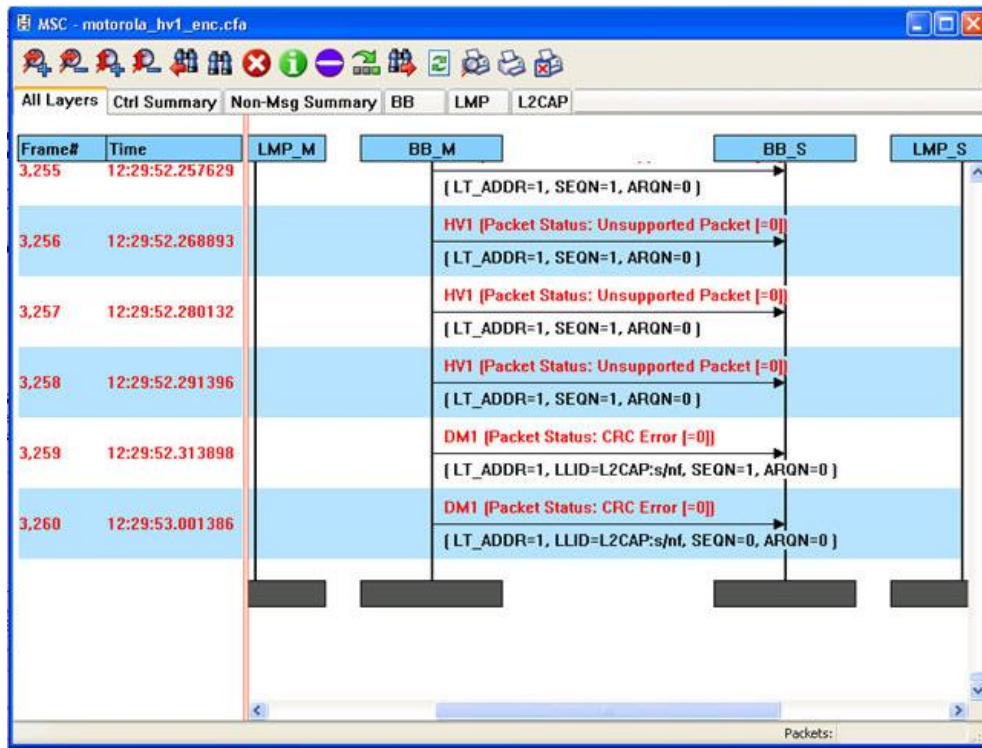 MSC - motorola_hv1_enc.cfa
All Layers Ctrl Summary Non-Msg Summary BB LMP L2CAP
Frame# Time LMP_M BB_M BB_S LMP_S
3,255 12:29:52.257629
( LT_ADDR=1, SEQN=1, ARQN=0 )
HV1 (Packet Status: Unsupported Packet [=0])
3,256 12:29:52.268893
( LT_ADDR=1, SEQN=1, ARQN=0 )
HV1 (Packet Status: Unsupported Packet [=0])
3,257 12:29:52.280132
( LT_ADDR=1, SEQN=1, ARQN=0 )
HV1 (Packet Status: Unsupported Packet [=0])
3,258 12:29:52.291396
( LT_ADDR=1, SEQN=1, ARQN=0 )
DM1 (Packet Status: CRC Error [=0])
3,259 12:29:52.313898
( LT_ADDR=1, LLID=L2CAP:s/nf, SEQN=1, ARQN=0 )
DM1 (Packet Status: CRC Error [=0])
3,260 12:29:53.001386
( LT_ADDR=1, LLID=L2CAP:s/nf, SEQN=0, ARQN=0 )
Packets: